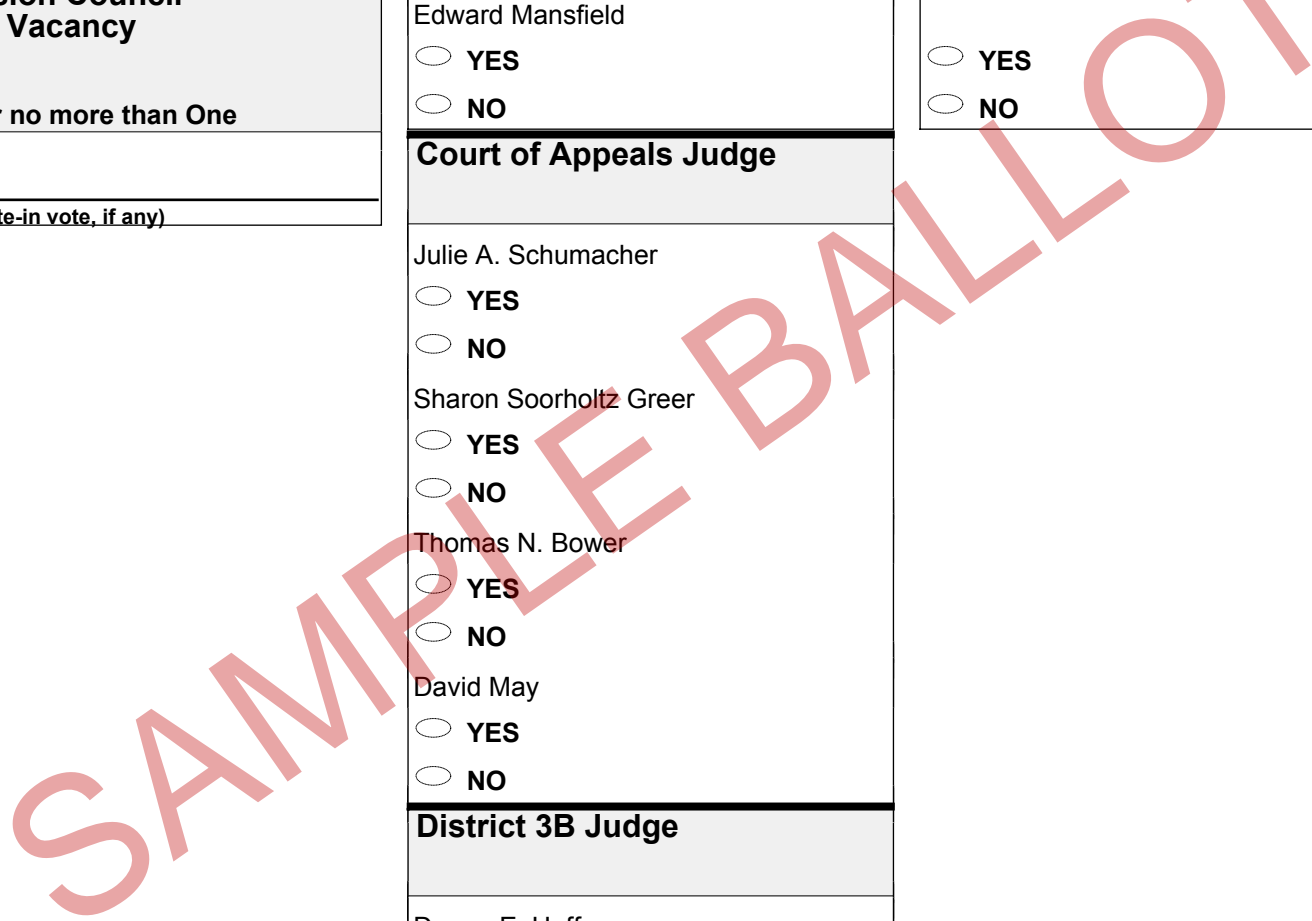 Council
Vacancy
no more than One
vote, if any)
Edward Mansfield
YES
NO
Court of Appeals Judge
Julie A. Schumacher
YES
NO
Sharon Soorholtz Greer
YES
NO
Thomas N. Bower
YES
NO
David May
YES
NO
District 3B Judge
YES
NO
SAMPLE BALLOT